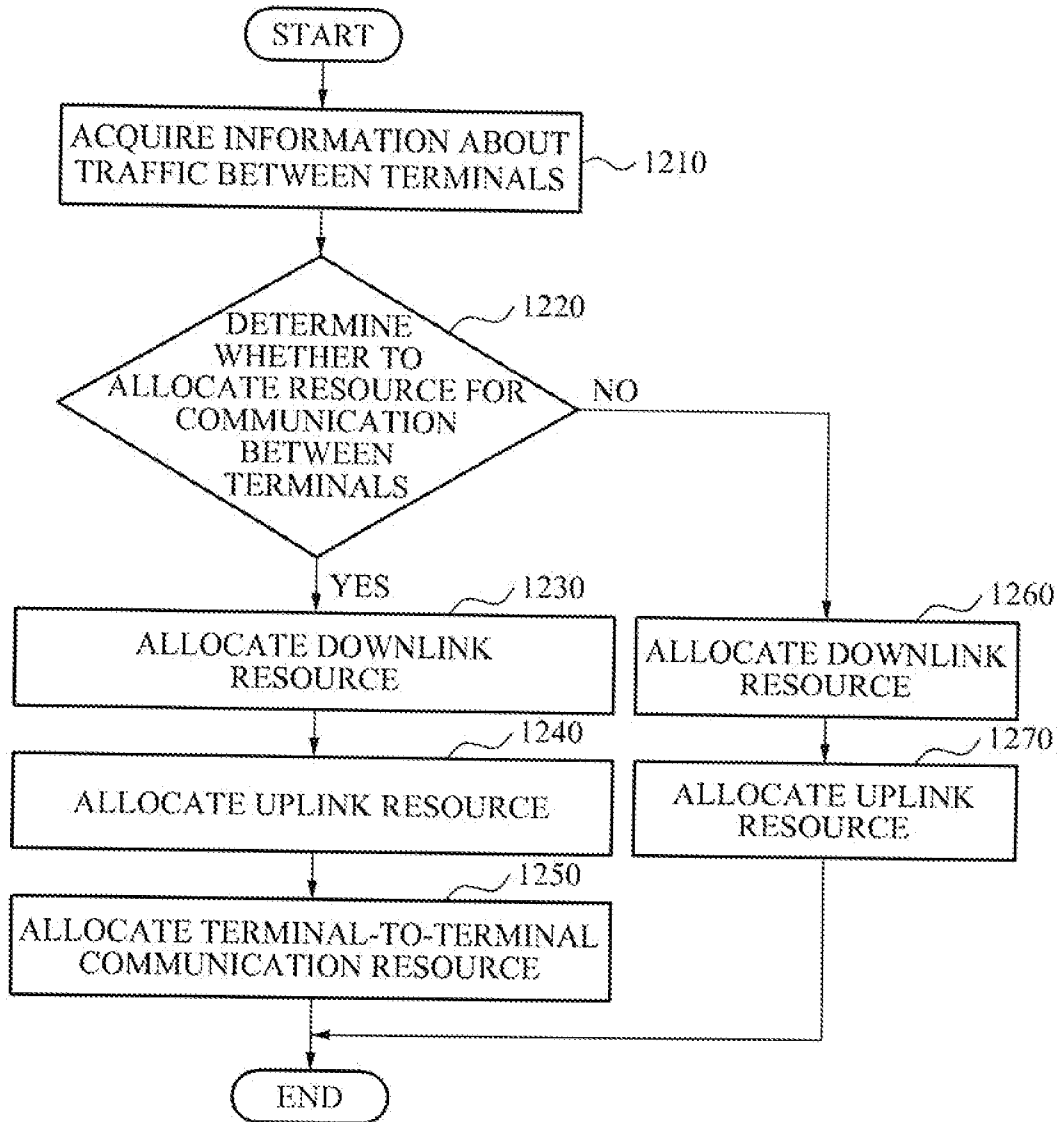 START
ACQUIRE INFORMATION ABOUT
TRAFFIC BETWEEN TERMINALS
1210
1220
DETERMINE
WHETHER TO
ALLOCATE RESOURCE FOR
COMMUNICATION
BETWEEN
TERMINALS
NO
YES
1230
ALLOCATE DOWNLINK
RESOURCE
1260
ALLOCATE DOWNLINK
RESOURCE
1240
ALLOCATE UPLINK RESOURCE
1270
ALLOCATE UPLINK
RESOURCE
1250
ALLOCATE TERMINAL-TO-TERMINAL
COMMUNICATION RESOURCE
END